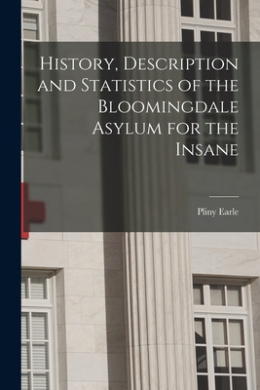 History, Description
and Statistics of the
Bloomingdale
Asylum for the
Insane
Pliny Earle